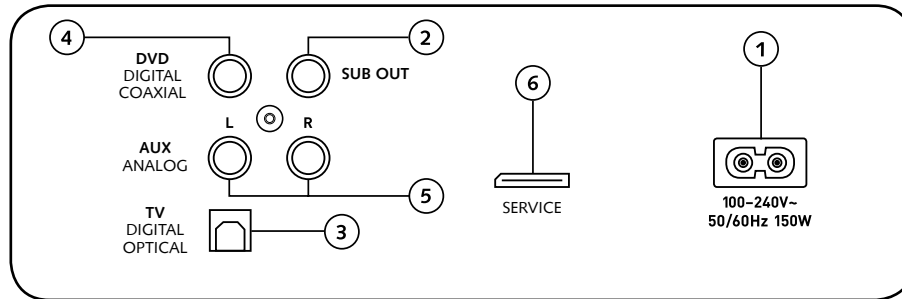 4
DVD
DIGITAL
COAXIAL
2
SUB OUT
L
R
AUX
ANALOG
5
TV
DIGITAL
OPTICAL
3
6
SERVICE
1
100–240V~
50/60Hz 150W